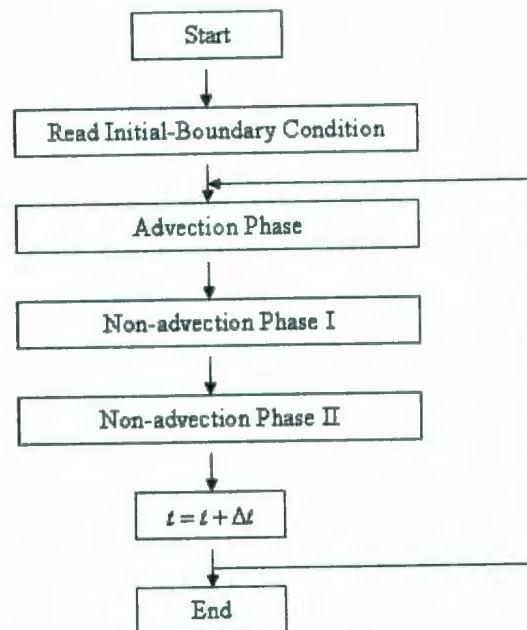 Start
Read Initial-Boundary Condition
Advection Phase
Non-advection Phase I
Non-advection Phase II
t = t + Δt
End